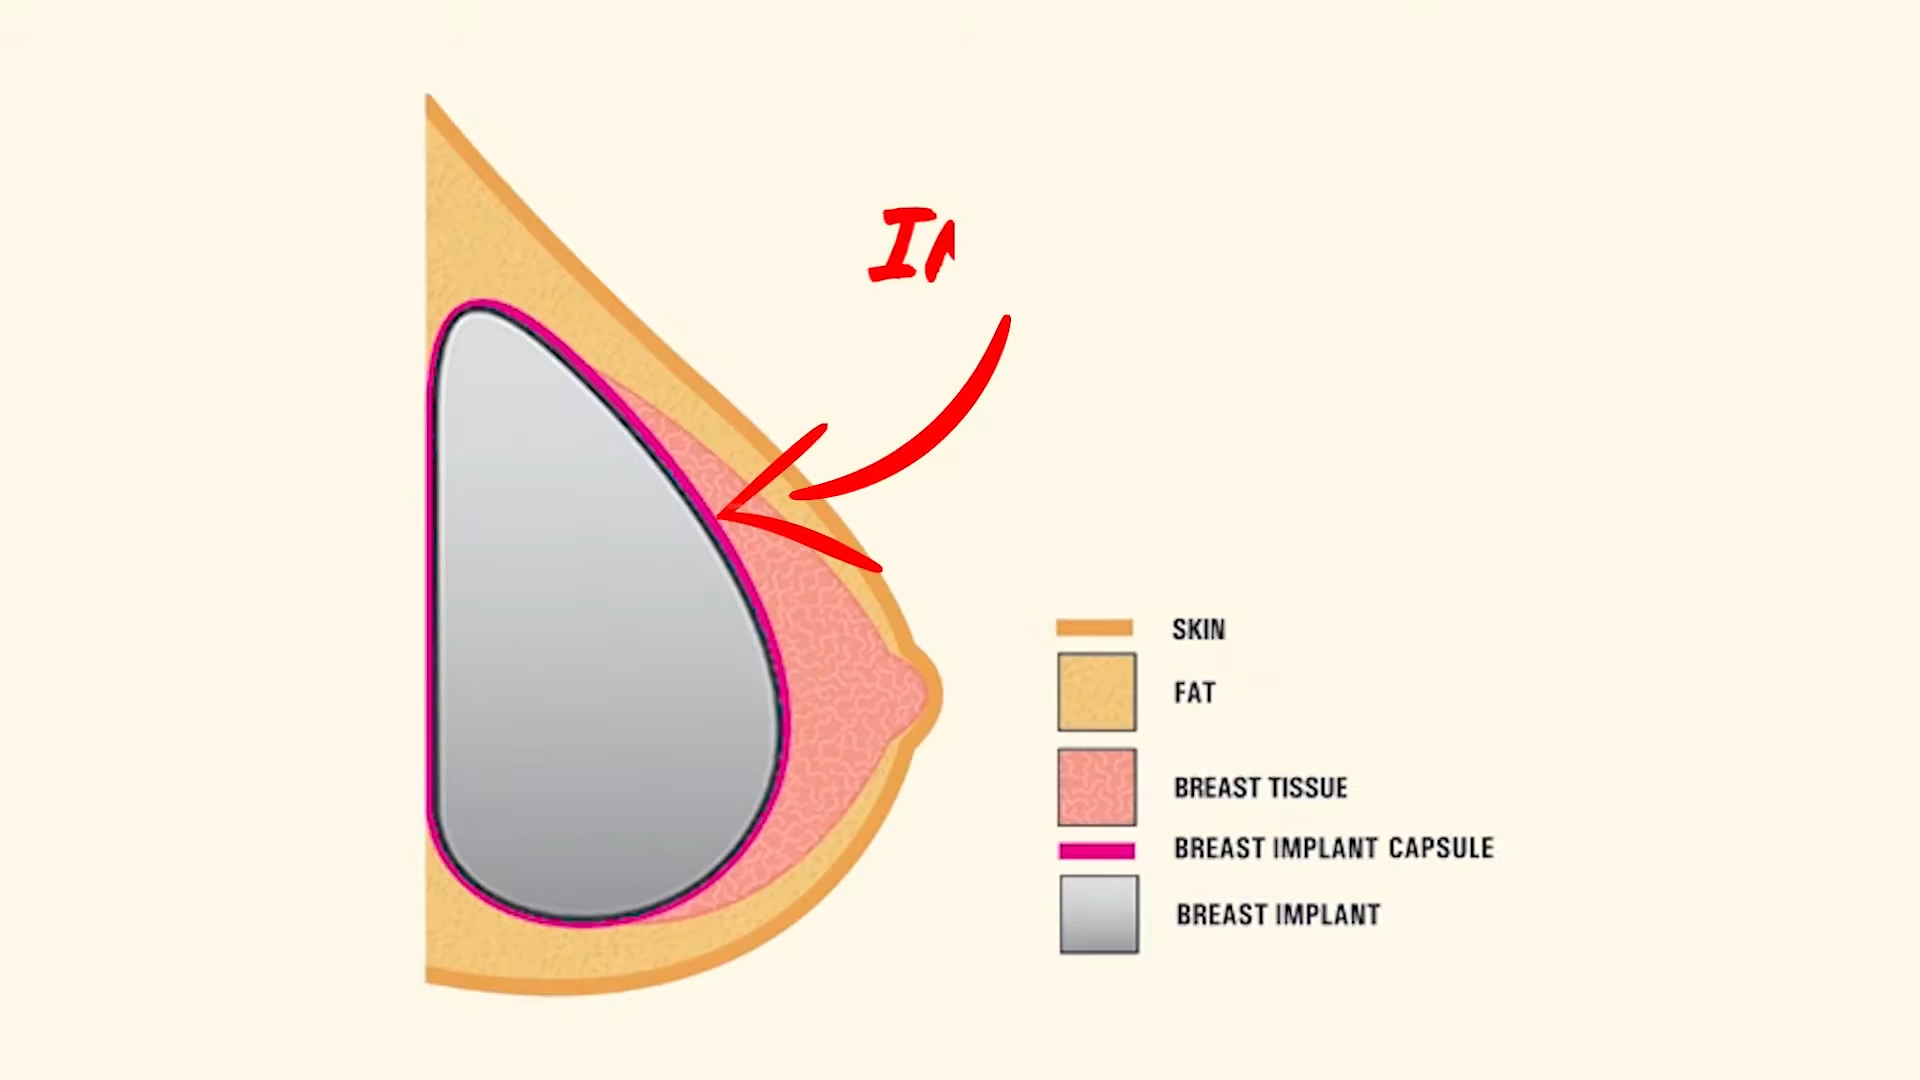 SKIN
FAT
BREAST TISSUE
BREAST IMPLANT CAPSULE
BREAST IMPLANT